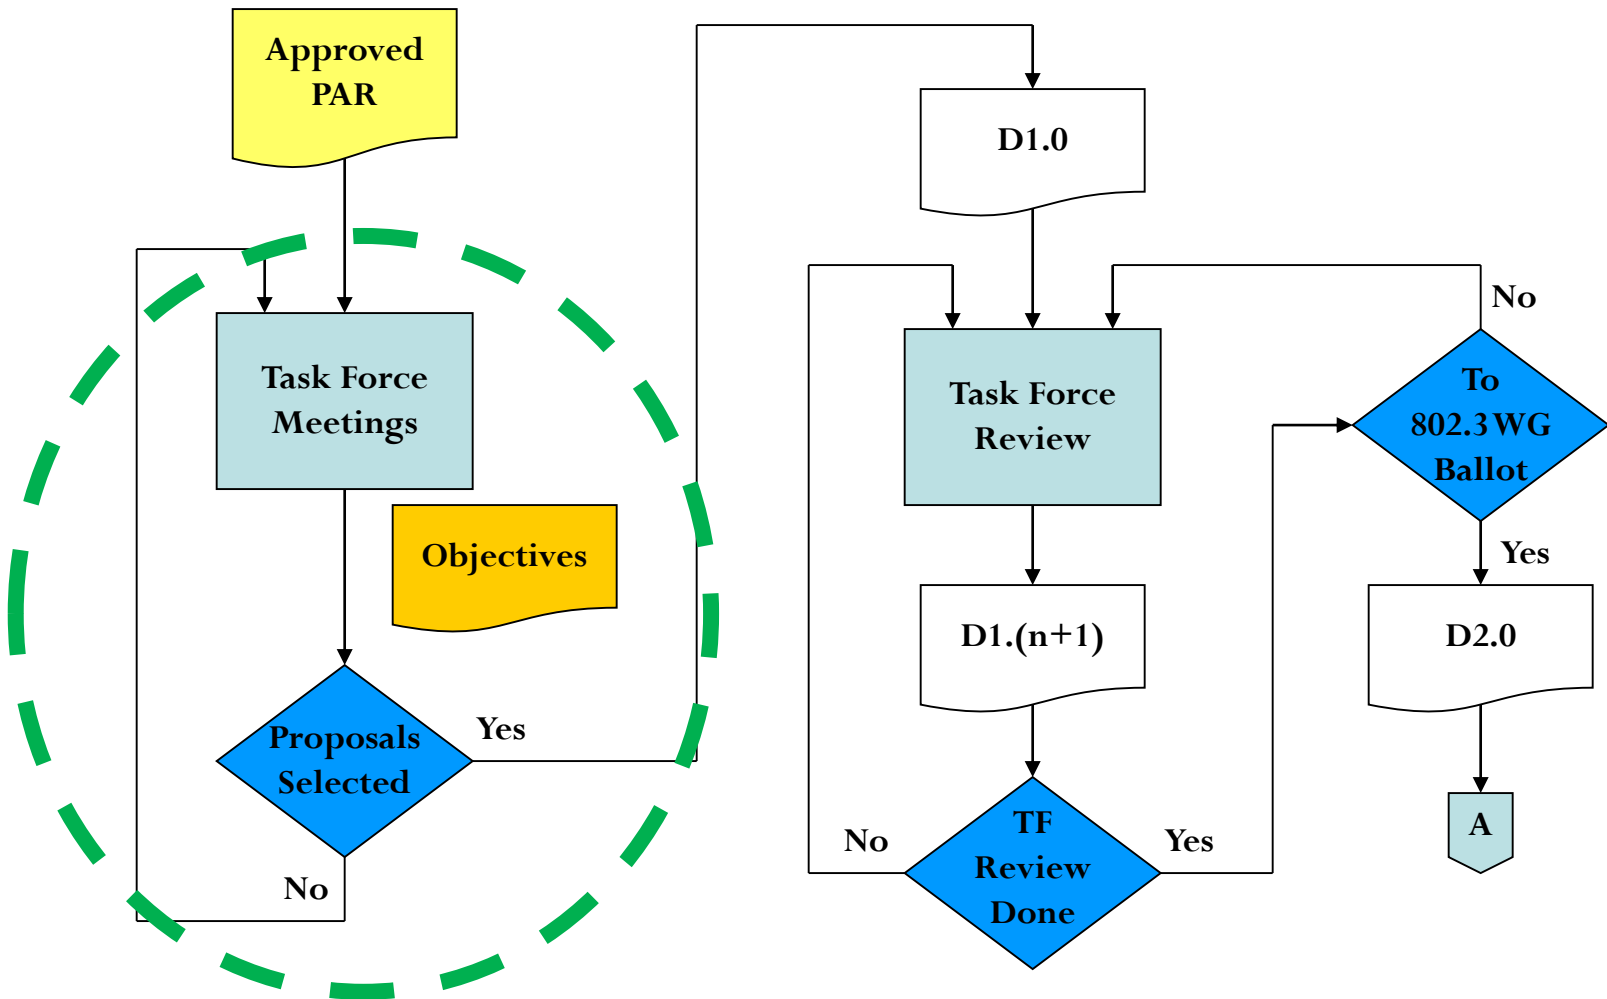 Approved
PAR
Task Force
Meetings
Objectives
Proposals
Selected
Yes
No
D1.0
Task Force
Review
D1.(n+1)
TF
Review
Done
No
Yes
To
802.3 WG
Ballot
No
Yes
D2.0
A